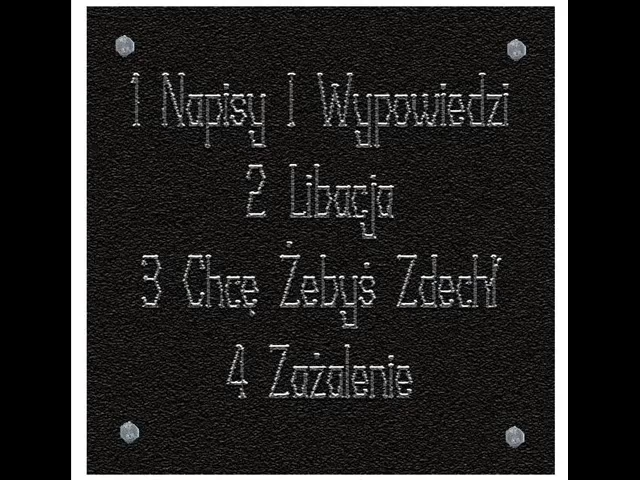 1 Napisy I Wypowiedzi
2 Libacja
3 Chcę Żebyś Zdechł
4 Zażalenie